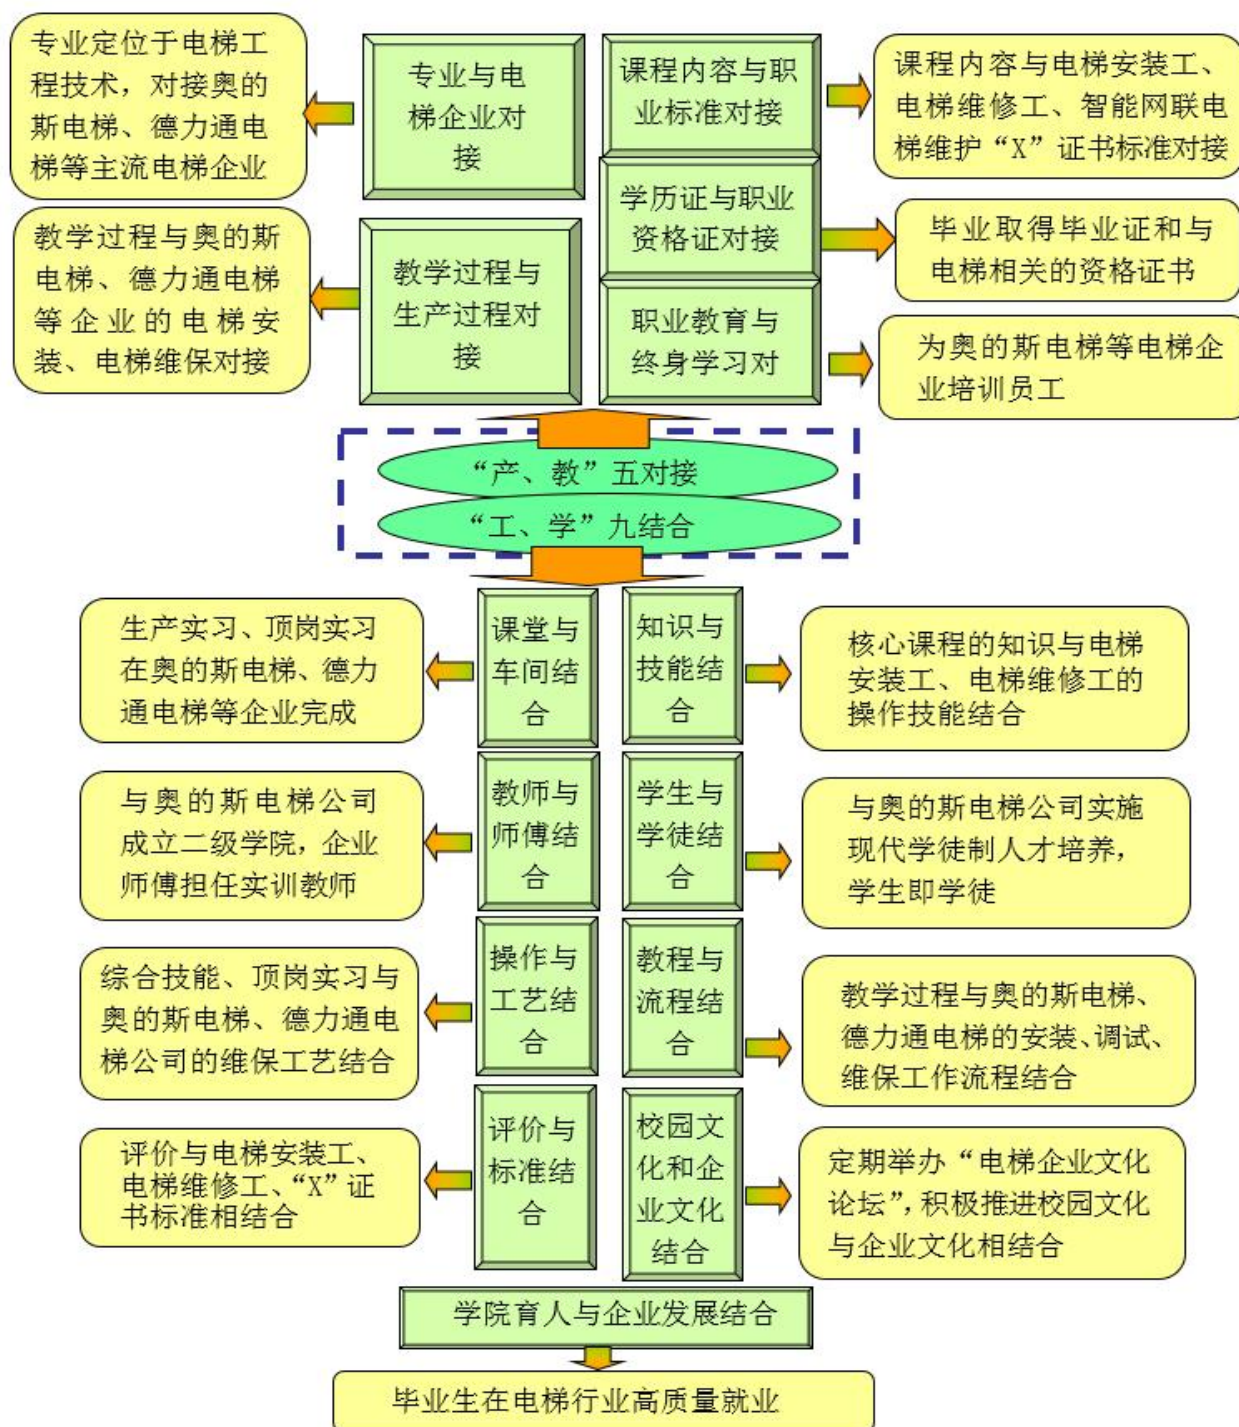 专业定位于电梯工
程技术，对接奥的
斯电梯、德力通电
梯等主流电梯企业
专业与电
梯企业对
接
课程内容与职
业标准对接
课程内容与电梯安装工、
电梯维修工、智能网联电
梯维护“X”证书标准对接
教学过程与奥的斯
电梯、德力通电梯
等企业的电梯安
装、电梯维保对接
教学过程与
生产过程对
接
学历证与职业
资格证对接
毕业取得毕业证和与
电梯相关的资格证书
职业教育与
终身学习对
为奥的斯电梯等电梯企
业培训员工
“产、教”五对接
“工、学”九结合
生产实习、顶岗实习
在奥的斯电梯、德力
通电梯等企业完成
课堂与
车间结
合
知识与
技能结
合
核心课程的知识与电梯
安装工、电梯维修工的
操作技能结合
与奥的斯电梯公司
成立二级学院，企业
师傅担任实训教师
教师与
师傅结
合
学生与
学徒结
合
与奥的斯电梯公司实施
现代学徒制人才培养，
学生即学徒
综合技能、顶岗实习与
奥的斯电梯、德力通电
梯公司的维保工艺结合
操作与
工艺结
合
教程与
流程结
合
教学过程与奥的斯电梯、
德力通电梯的安装、调试、
维保工作流程结合
评价与电梯安装工、
电梯维修工、“X”证
书标准相结合
评价与
标准结
合
校园文
化和企
业文化
结合
定期举办“电梯企业文化
论坛”，积极推进校园文化
与企业文化相结合
学院育人与企业发展结合
毕业生在电梯行业高质量就业